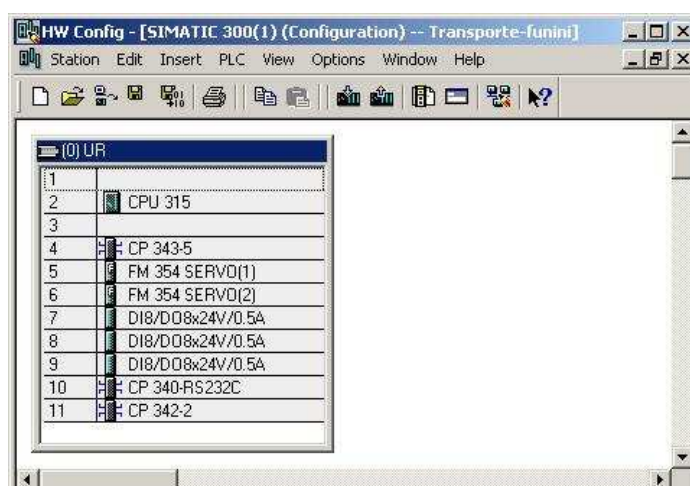 HW Config - [SIMATIC 300(1) (Configuration) -- Transporte-funini]
Station Edit Insert PLC View Options Window Help
(0) UR
1
2 CPU 315
3
4 CP 343-5
5 FM 354 SERVO(1)
6 FM 354 SERVO(2)
7 DI8/DO8x24V/0.5A
8 DI8/DO8x24V/0.5A
9 DI8/DO8x24V/0.5A
10 CP 340-RS232C
11 CP 342-2